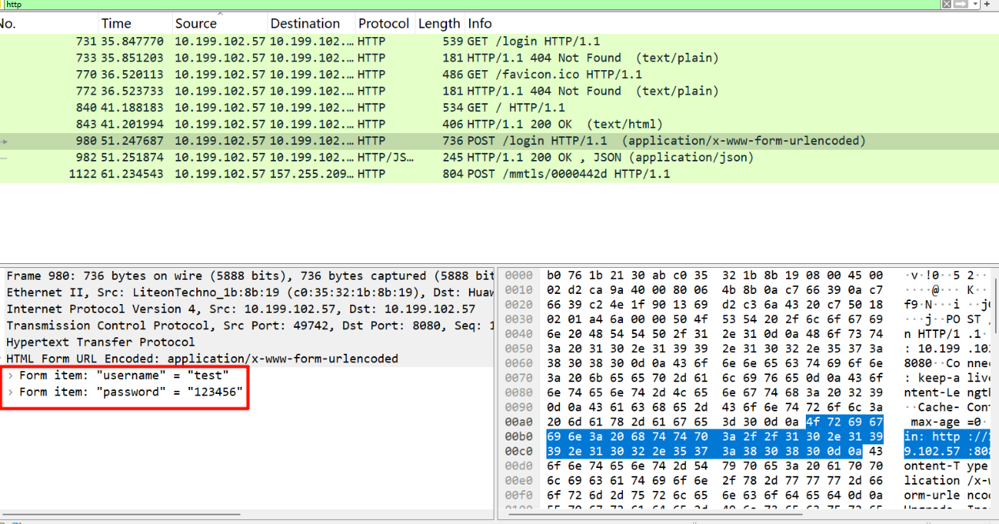 http
No. Time Source Destination Protocol Length Info
731 35.847770 10.199.102.57 10.199.102.… HTTP 539 GET /login HTTP/1.1
733 35.851203 10.199.102.57 10.199.102.… HTTP 181 HTTP/1.1 404 Not Found (text/plain)
770 36.520113 10.199.102.57 10.199.102.… HTTP 486 GET /favicon.ico HTTP/1.1
772 36.523733 10.199.102.57 10.199.102.… HTTP 181 HTTP/1.1 404 Not Found (text/plain)
840 41.188183 10.199.102.57 10.199.102.… HTTP 534 GET / HTTP/1.1
843 41.201994 10.199.102.57 10.199.102.… HTTP 406 HTTP/1.1 200 OK (text/html)
980 51.247687 10.199.102.57 10.199.102.… HTTP 736 POST /login HTTP/1.1 (application/x-www-form-urlencoded)
982 51.251874 10.199.102.57 10.199.102.… HTTP/JS… 245 HTTP/1.1 200 OK , JSON (application/json)
1122 61.234543 10.199.102.57 157.255.209… HTTP 804 POST /mmtls/0000442d HTTP/1.1
Frame 980: 736 bytes on wire (5888 bits), 736 bytes captured (5888 bit
Ethernet II, Src: LiteonTechno_1b:8b:19 (c0:35:32:1b:8b:19), Dst: Huaw
Internet Protocol Version 4, Src: 10.199.102.57, Dst: 10.199.102.57
Transmission Control Protocol, Src Port: 49742, Dst Port: 8080, Seq: 1
Hypertext Transfer Protocol
HTML Form URL Encoded: application/x-www-form-urlencoded
Form item: "username" = "test"
Form item: "password" = "123456"
0000 b0 76 1b 21 30 ab c0 35 32 1b 8b 19 08 00 45 00 ·v·!0··5 2·····
0010 02 d2 ca 9a 40 00 80 06 4b 8b 0a c7 66 39 0a c7 ····@··· K···
0020 66 39 c2 4e 1f 90 13 69 d2 c3 6a 43 20 c7 50 18 f9·N···i ··jC
0030 02 01 a4 6a 00 00 50 4f 53 54 20 2f 6c 6f 67 69 ···j··PO ST /
0040 6e 20 48 54 54 50 2f 31 2e 31 0d 0a 48 6f 73 74 n HTTP/1 .1··
0050 3a 20 31 30 2e 31 39 39 2e 31 30 32 2e 35 37 3a : 10.199 .102
0060 38 30 38 30 0d 0a 43 6f 6e 6e 65 63 74 69 6f 6e 8080··Co nnec
0070 3a 20 6b 65 65 70 2d 61 6c 69 76 65 0d 0a 43 6f : keep-a live
0080 6e 74 65 6e 74 2d 4c 65 6e 67 74 68 3a 20 32 39 ntent-Le ngth
0090 0d 0a 43 61 63 68 65 2d 43 6f 6e 74 72 6f 6c 3a ··Cache- Con
00a0 20 6d 61 78 2d 61 67 65 3d 30 0d 0a 4f 72 69 67 max-age =0··
00b0 69 6e 3a 20 68 74 74 70 3a 2f 2f 31 30 2e 31 39 in: http ://1
00c0 39 2e 31 30 32 2e 35 37 3a 38 30 38 30 0d 0a 43 9.102.57 :808
00d0 6f 6e 74 65 6e 74 2d 54 79 70 65 3a 20 61 70 70 ontent-T ype
00e0 6c 69 63 61 74 69 6f 6e 2f 78 2d 77 77 77 2d 66 lication /x-w
00f0 6f 72 6d 2d 75 72 6c 65 6e 63 6f 64 65 64 0d 0a orm-urle ncod